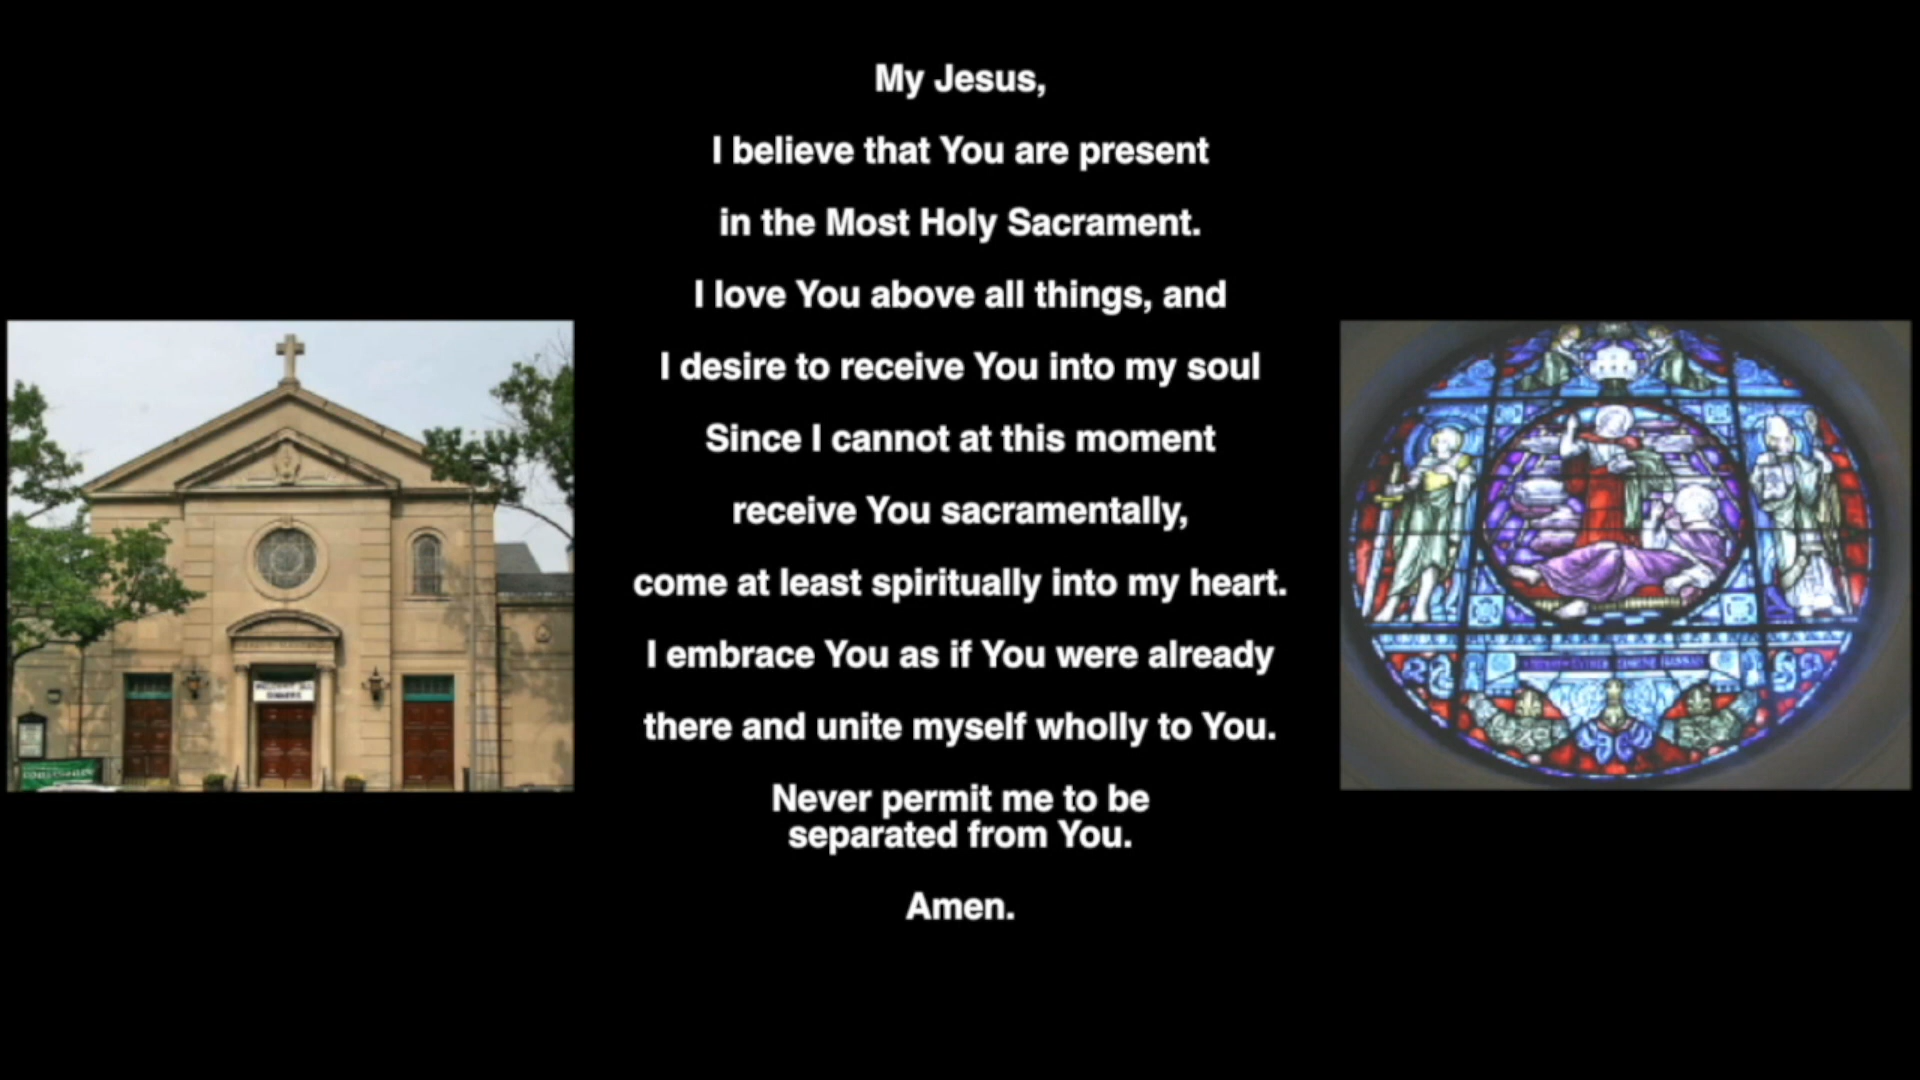 My Jesus,
I believe that You are present
in the Most Holy Sacrament.
I love You above all things, and
I desire to receive You into my soul
Since I cannot at this moment
receive You sacramentally,
come at least spiritually into my heart.
I embrace You as if You were already
there and unite myself wholly to You.
Never permit me to be
separated from You.
Amen.